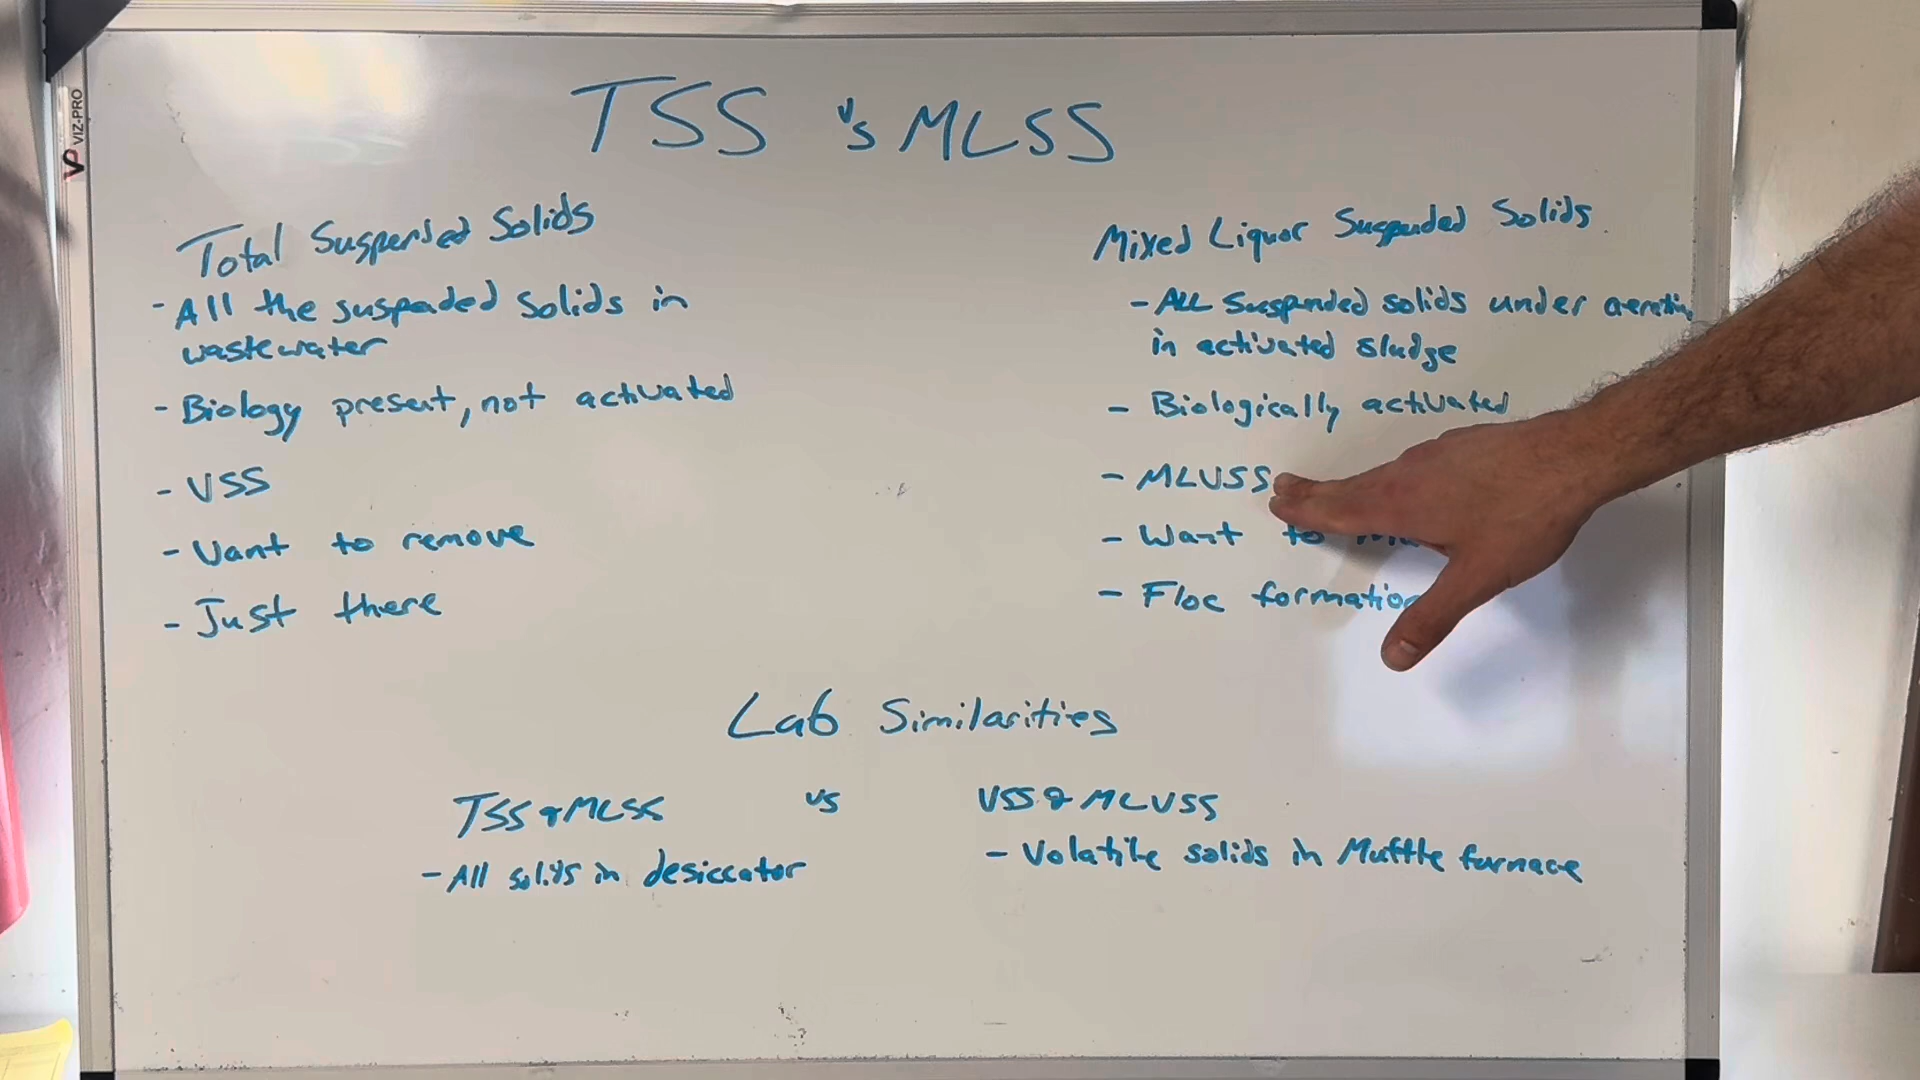 VIZ-PRO
TSS vs MLSS
Total Suspended Solids
- All the suspended solids in
wastewater
- Biology present, not activated
- VSS
- Want to remove
- Just there
Mixed Liquor Suspended Solids
- ALL Suspended solids under
in activated sludge
- Biologically activated
- MLVSS
- Want to
- Floc formation
Lab Similarities
TSS & MLSS vs VSS & MLVSS
- All solids in desiccator
- Volatile solids in Muffle furnace